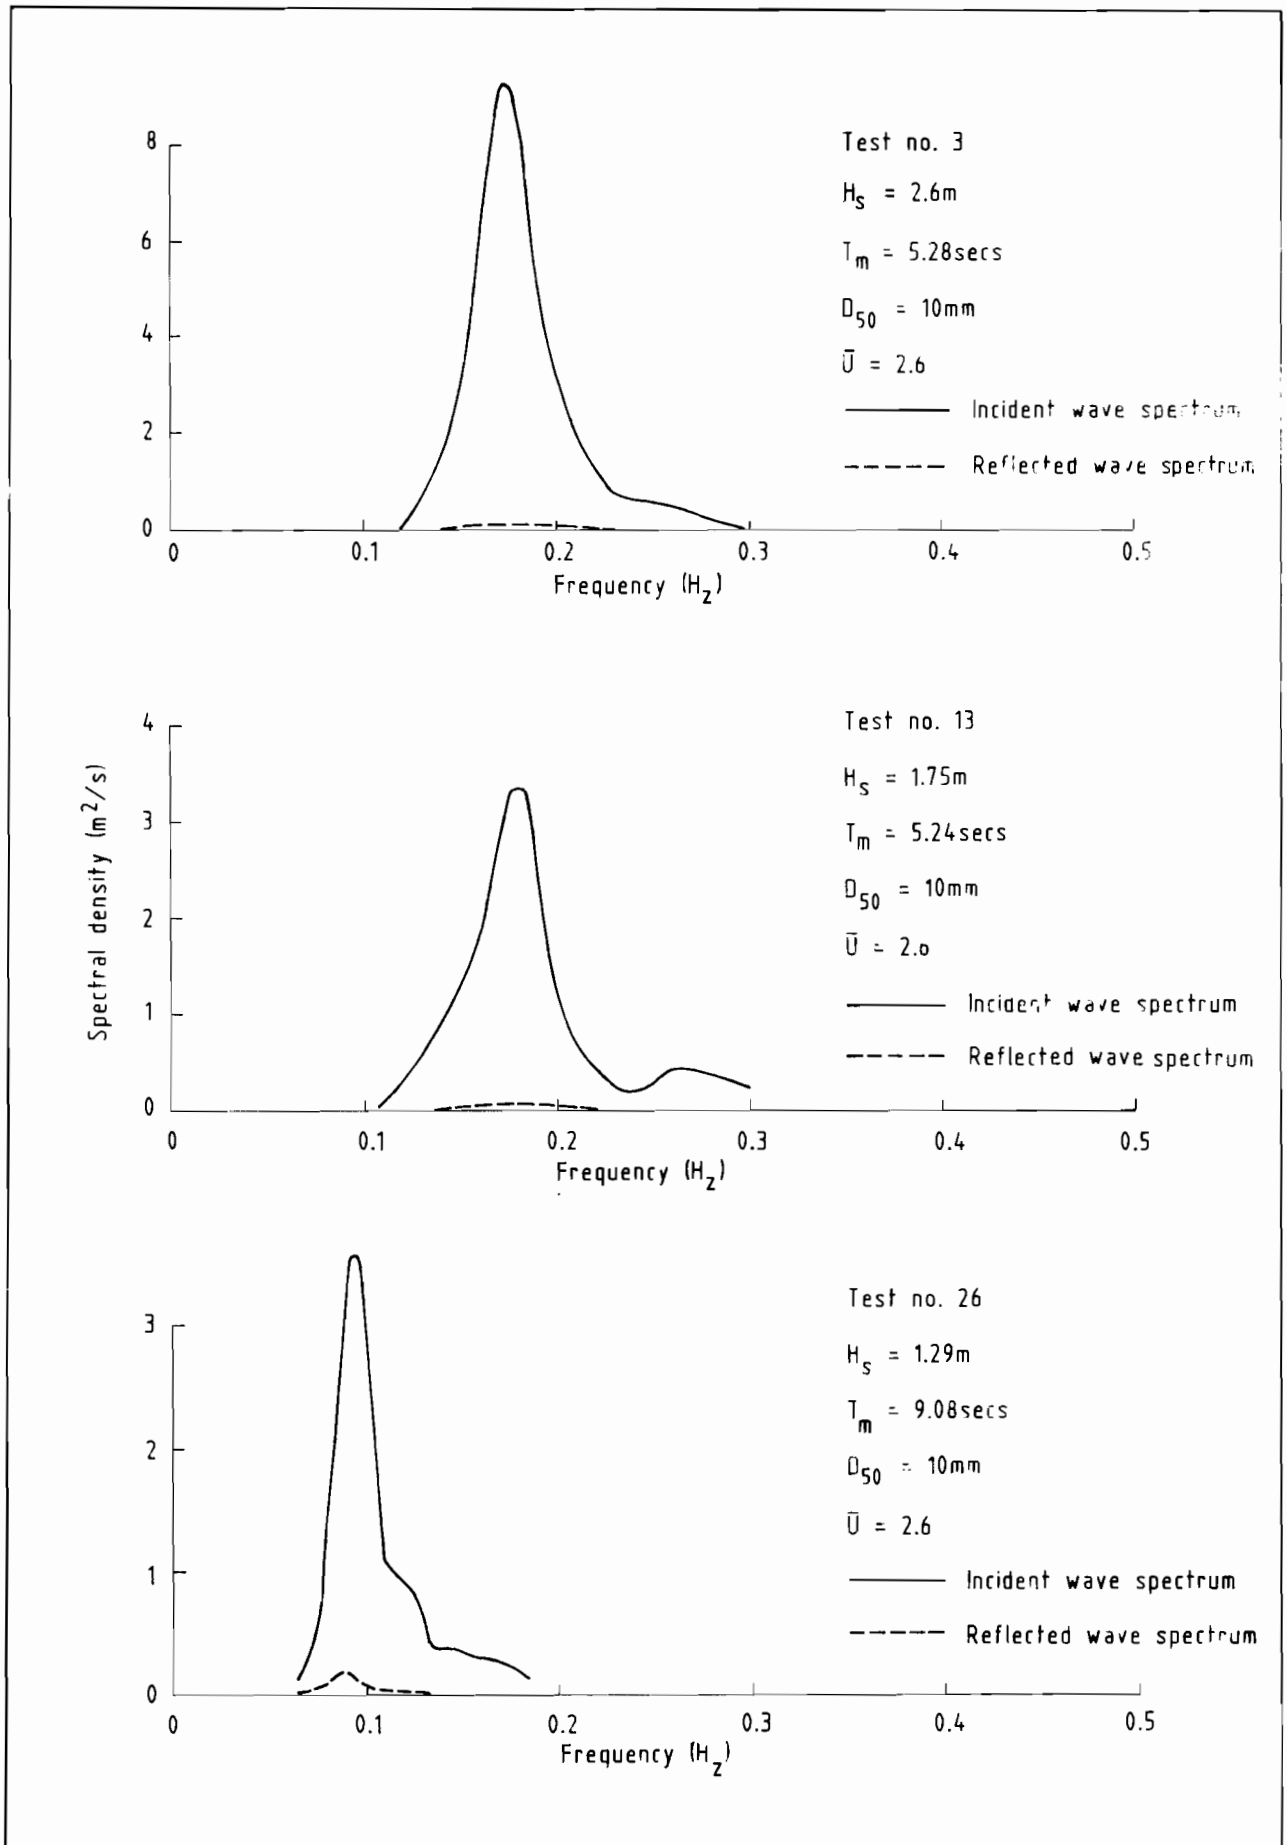 8
6
4
2
0
0 0.1 0.2 0.3 0.4 0.5
Frequency (Hz)
Test no. 3
Hs = 2.6m
Tm = 5.28secs
D50 = 10mm
Ū = 2.6
Incident wave spectrum
Reflected wave spectrum
Spectral density (m²/s)
4
3
2
1
0
0 0.1 0.2 0.3 0.4 0.5
Frequency (Hz)
Test no. 13
Hs = 1.75m
Tm = 5.24secs
D50 = 10mm
Ū = 2.6
Incident wave spectrum
Reflected wave spectrum
3
2
1
0
0 0.1 0.2 0.3 0.4 0.5
Frequency (Hz)
Test no. 26
Hs = 1.29m
Tm = 9.08secs
D50 = 10mm
Ū = 2.6
Incident wave spectrum
Reflected wave spectrum